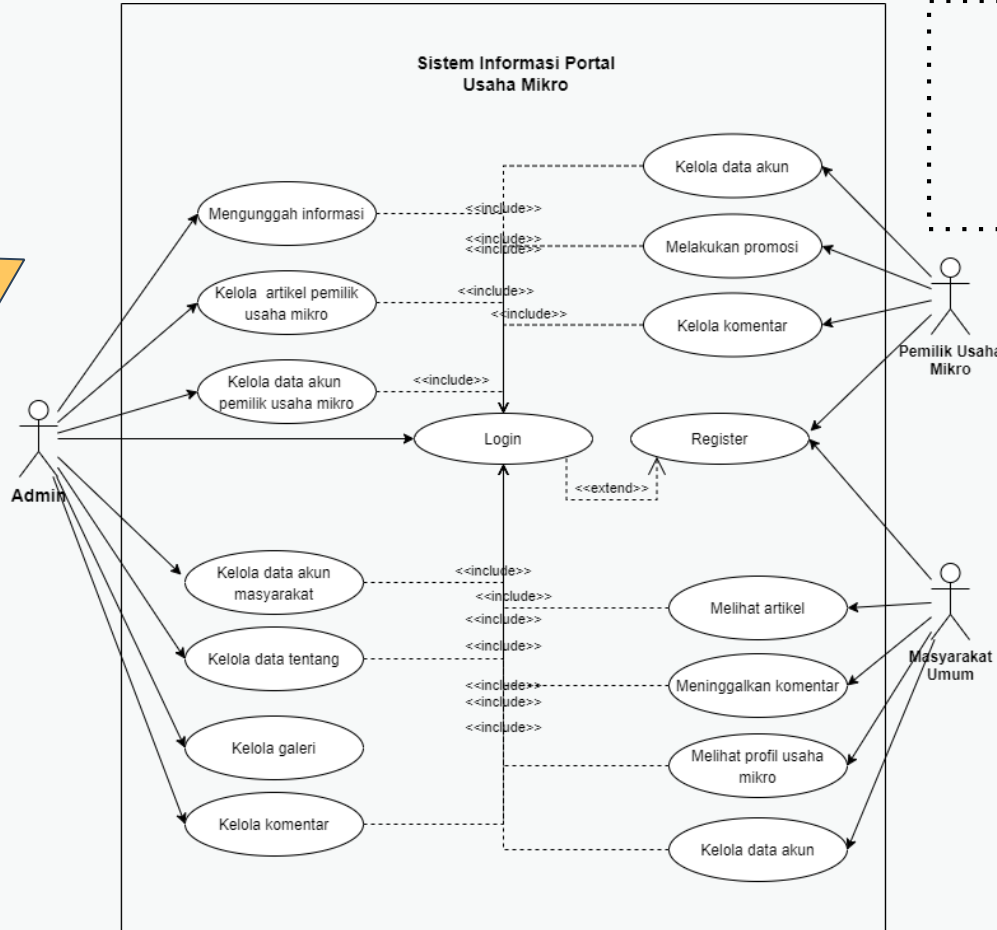 Sistem Informasi Portal
Usaha Mikro
Kelola data akun
Mengunggah informasi
<<include>>
Melakukan promosi
<<include>>
<<include>>
Kelola artikel pemilik
usaha mikro
<<include>>
<<include>>
Kelola komentar
Pemilik Usaha
Mikro
Kelola data akun
pemilik usaha mikro
<<include>>
Login
Register
<<extend>>
Admin
Kelola data akun
masyarakat
<<include>>
<<include>>
Melihat artikel
<<include>>
Masyarakat
Umum
Kelola data tentang
<<include>>
<<include>>
Meninggalkan komentar
<<include>>
<<include>>
Kelola galeri
Melihat profil usaha
mikro
Kelola komentar
Kelola data akun